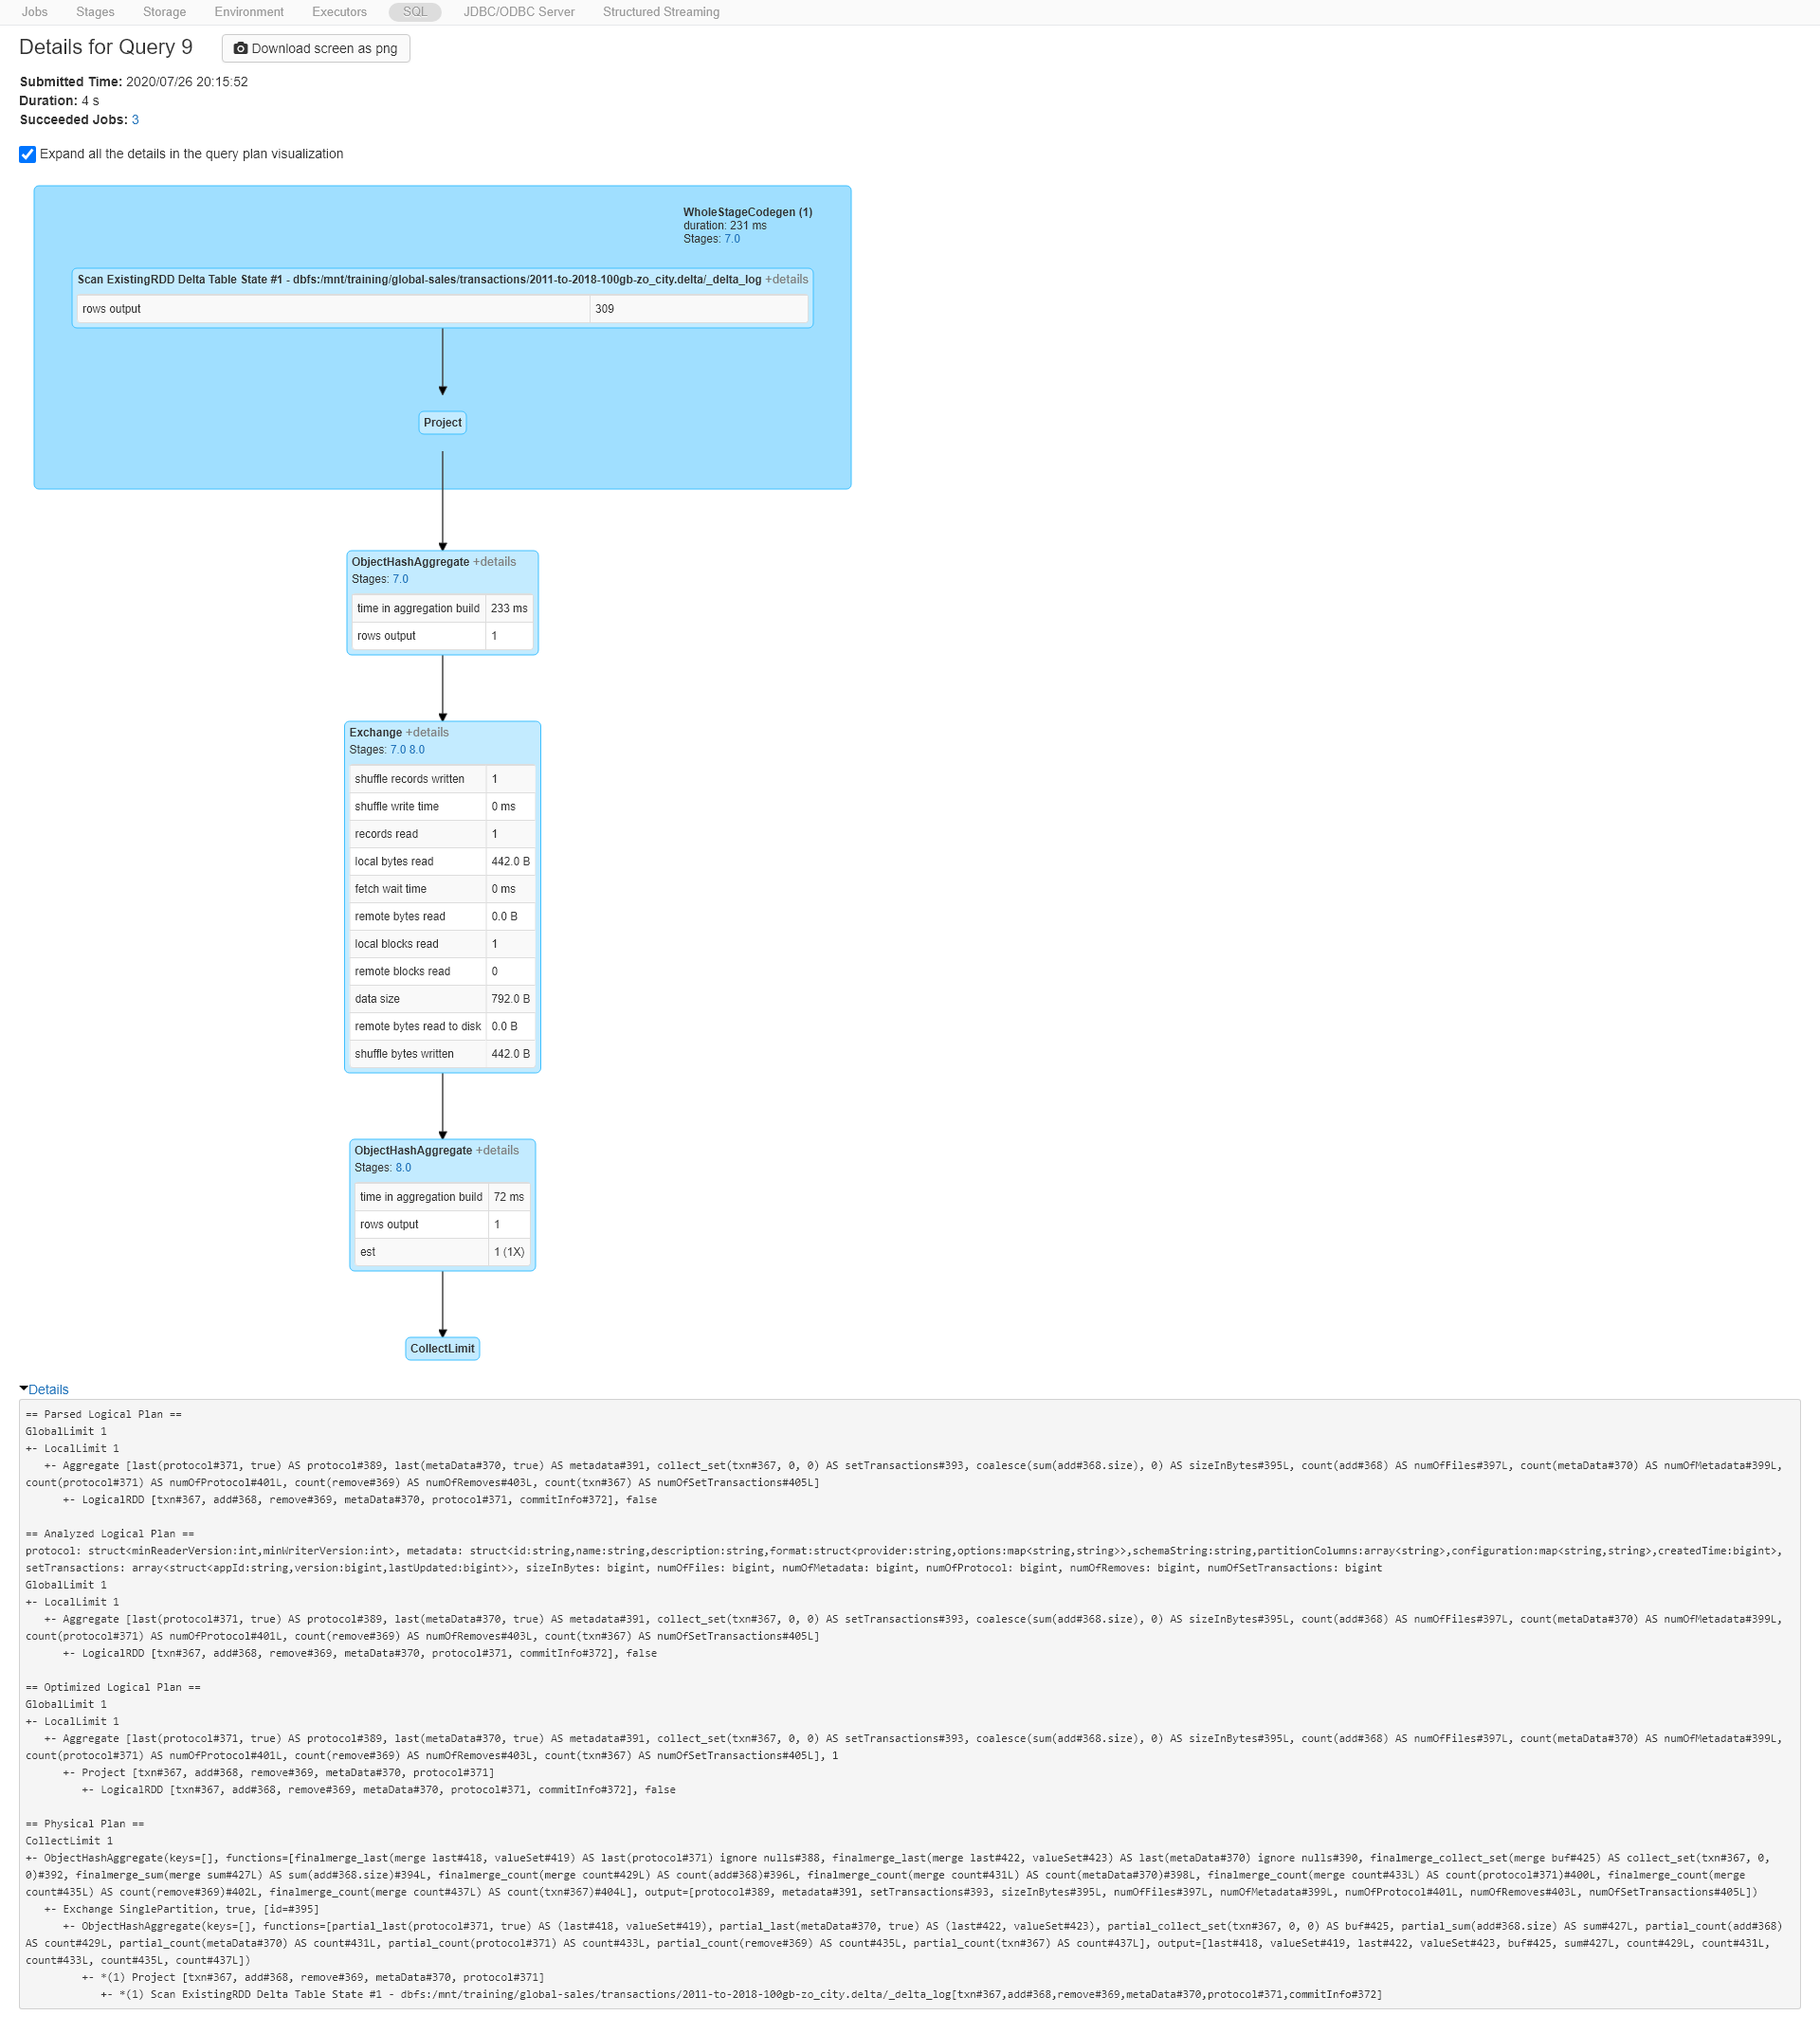 Jobs Stages Storage Environment Executors SQL JDBC/ODBC Server Structured Streaming
Details for Query 9 Download screen as png
Submitted Time: 2020/07/26 20:15:52
Duration: 4 s
Succeeded Jobs: 3
Expand all the details in the query plan visualization
WholeStageCodegen (1)
duration: 231 ms
Stages: 7.0
Scan ExistingRDD Delta Table State #1 - dbfs:/mnt/training/global-sales/transactions/2011-to-2018-100gb-zo_city.delta/_delta_log +details
rows output 309
Project
ObjectHashAggregate +details
Stages: 7.0
time in aggregation build 233 ms
rows output 1
Exchange +details
Stages: 7.0 8.0
shuffle records written 1
shuffle write time 0 ms
records read 1
local bytes read 442.0 B
fetch wait time 0 ms
remote bytes read 0.0 B
local blocks read 1
remote blocks read 0
data size 792.0 B
remote bytes read to disk 0.0 B
shuffle bytes written 442.0 B
ObjectHashAggregate +details
Stages: 8.0
time in aggregation build 72 ms
rows output 1
est 1 (1X)
CollectLimit
Details
== Parsed Logical Plan ==
GlobalLimit 1
+- LocalLimit 1
   +- Aggregate [last(protocol#371, true) AS protocol#389, last(metaData#370, true) AS metadata#391, collect_set(txn#367, 0, 0) AS setTransactions#393, coalesce(sum(add#368.size), 0) AS sizeInBytes#395L, count(add#368) AS numOfFiles#397L, count(metaData#370) AS numOfMetadata#399L,
count(protocol#371) AS numOfProtocol#401L, count(remove#369) AS numOfRemoves#403L, count(txn#367) AS numOfSetTransactions#405L]
      +- LogicalRDD [txn#367, add#368, remove#369, metaData#370, protocol#371, commitInfo#372], false
== Analyzed Logical Plan ==
protocol: struct<minReaderVersion:int,minWriterVersion:int>, metadata: struct<id:string,name:string,description:string,format:struct<provider:string,options:map<string,string>>,schemaString:string,partitionColumns:array<string>,configuration:map<string,string>,createdTime:bigint>,
setTransactions: array<struct<appId:string,version:bigint,lastUpdated:bigint>>, sizeInBytes: bigint, numOfFiles: bigint, numOfMetadata: bigint, numOfProtocol: bigint, numOfRemoves: bigint, numOfSetTransactions: bigint
GlobalLimit 1
+- LocalLimit 1
   +- Aggregate [last(protocol#371, true) AS protocol#389, last(metaData#370, true) AS metadata#391, collect_set(txn#367, 0, 0) AS setTransactions#393, coalesce(sum(add#368.size), 0) AS sizeInBytes#395L, count(add#368) AS numOfFiles#397L, count(metaData#370) AS numOfMetadata#399L,
count(protocol#371) AS numOfProtocol#401L, count(remove#369) AS numOfRemoves#403L, count(txn#367) AS numOfSetTransactions#405L]
      +- LogicalRDD [txn#367, add#368, remove#369, metaData#370, protocol#371, commitInfo#372], false
== Optimized Logical Plan ==
GlobalLimit 1
+- LocalLimit 1
   +- Aggregate [last(protocol#371, true) AS protocol#389, last(metaData#370, true) AS metadata#391, collect_set(txn#367, 0, 0) AS setTransactions#393, coalesce(sum(add#368.size), 0) AS sizeInBytes#395L, count(add#368) AS numOfFiles#397L, count(metaData#370) AS numOfMetadata#399L,
count(protocol#371) AS numOfProtocol#401L, count(remove#369) AS numOfRemoves#403L, count(txn#367) AS numOfSetTransactions#405L], 1
      +- Project [txn#367, add#368, remove#369, metaData#370, protocol#371]
         +- LogicalRDD [txn#367, add#368, remove#369, metaData#370, protocol#371, commitInfo#372], false
== Physical Plan ==
CollectLimit 1
+- ObjectHashAggregate(keys=[], functions=[finalmerge_last(merge last#418, valueSet#419) AS last(protocol#371) ignore nulls#388, finalmerge_last(merge last#422, valueSet#423) AS last(metaData#370) ignore nulls#390, finalmerge_collect_set(merge buf#425) AS collect_set(txn#367, 0,
0)#392, finalmerge_sum(merge sum#427L) AS sum(add#368.size)#394L, finalmerge_count(merge count#429L) AS count(add#368)#396L, finalmerge_count(merge count#431L) AS count(metaData#370)#398L, finalmerge_count(merge count#433L) AS count(protocol#371)#400L, finalmerge_count(merge
count#435L) AS count(remove#369)#402L, finalmerge_count(merge count#437L) AS count(txn#367)#404L], output=[protocol#389, metadata#391, setTransactions#393, sizeInBytes#395L, numOfFiles#397L, numOfMetadata#399L, numOfProtocol#401L, numOfRemoves#403L, numOfSetTransactions#405L])
   +- Exchange SinglePartition, true, [id=#395]
      +- ObjectHashAggregate(keys=[], functions=[partial_last(protocol#371, true) AS (last#418, valueSet#419), partial_last(metaData#370, true) AS (last#422, valueSet#423), partial_collect_set(txn#367, 0, 0) AS buf#425, partial_sum(add#368.size) AS sum#427L, partial_count(add#368)
AS count#429L, partial_count(metaData#370) AS count#431L, partial_count(protocol#371) AS count#433L, partial_count(remove#369) AS count#435L, partial_count(txn#367) AS count#437L], output=[last#418, valueSet#419, last#422, valueSet#423, buf#425, sum#427L, count#429L, count#431L,
count#433L, count#435L, count#437L])
         +- *(1) Project [txn#367, add#368, remove#369, metaData#370, protocol#371]
            +- *(1) Scan ExistingRDD Delta Table State #1 - dbfs:/mnt/training/global-sales/transactions/2011-to-2018-100gb-zo_city.delta/_delta_log[txn#367,add#368,remove#369,metaData#370,protocol#371,commitInfo#372]